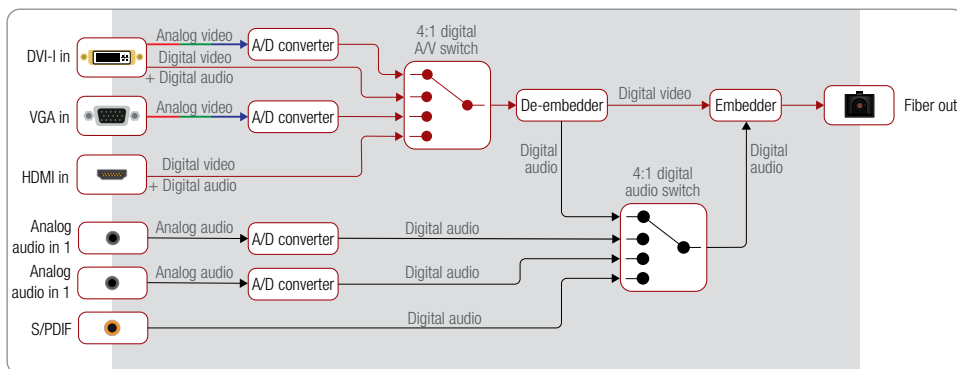 DVI-I in
Analog video
A/D converter
Digital video
+ Digital audio
4:1 digital
A/V switch
VGA in
Analog video
A/D converter
HDMI in
Digital video
+ Digital audio
De-embedder
Digital video
Embedder
Fiber out
Digital
audio
Digital
audio
4:1 digital
audio switch
Analog
audio in 1
Analog audio
A/D converter
Digital audio
Analog
audio in 1
Analog audio
A/D converter
Digital audio
S/PDIF
Digital audio